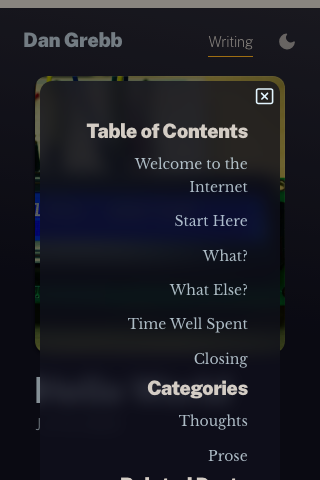 Dan Grebb
Writing
Table of Contents
Welcome to the
Internet
Start Here
What?
What Else?
Time Well Spent
Closing
Categories
Thoughts
Prose